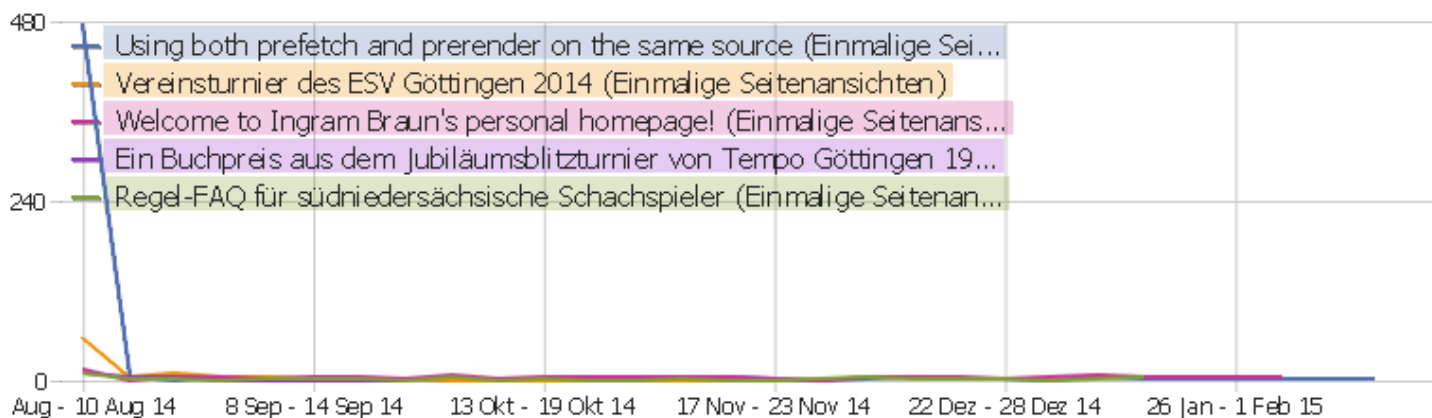 480
Using both prefetch and prerender on the same source (Einmalige Sei...
Vereinsturnier des ESV Göttingen 2014 (Einmalige Seitenansichten)
Welcome to Ingram Braun's personal homepage! (Einmalige Seitenans...
Ein Buchpreis aus dem Jubiläumsblitzturnier von Tempo Göttingen 19...
Regel-FAQ für südniedersächsische Schachspieler (Einmalige Seitenan...
240
0
Aug - 10 Aug 14 8 Sep - 14 Sep 14 13 Okt - 19 Okt 14 17 Nov - 23 Nov 14 22 Dez - 28 Dez 14 26 Jan - 1 Feb 15